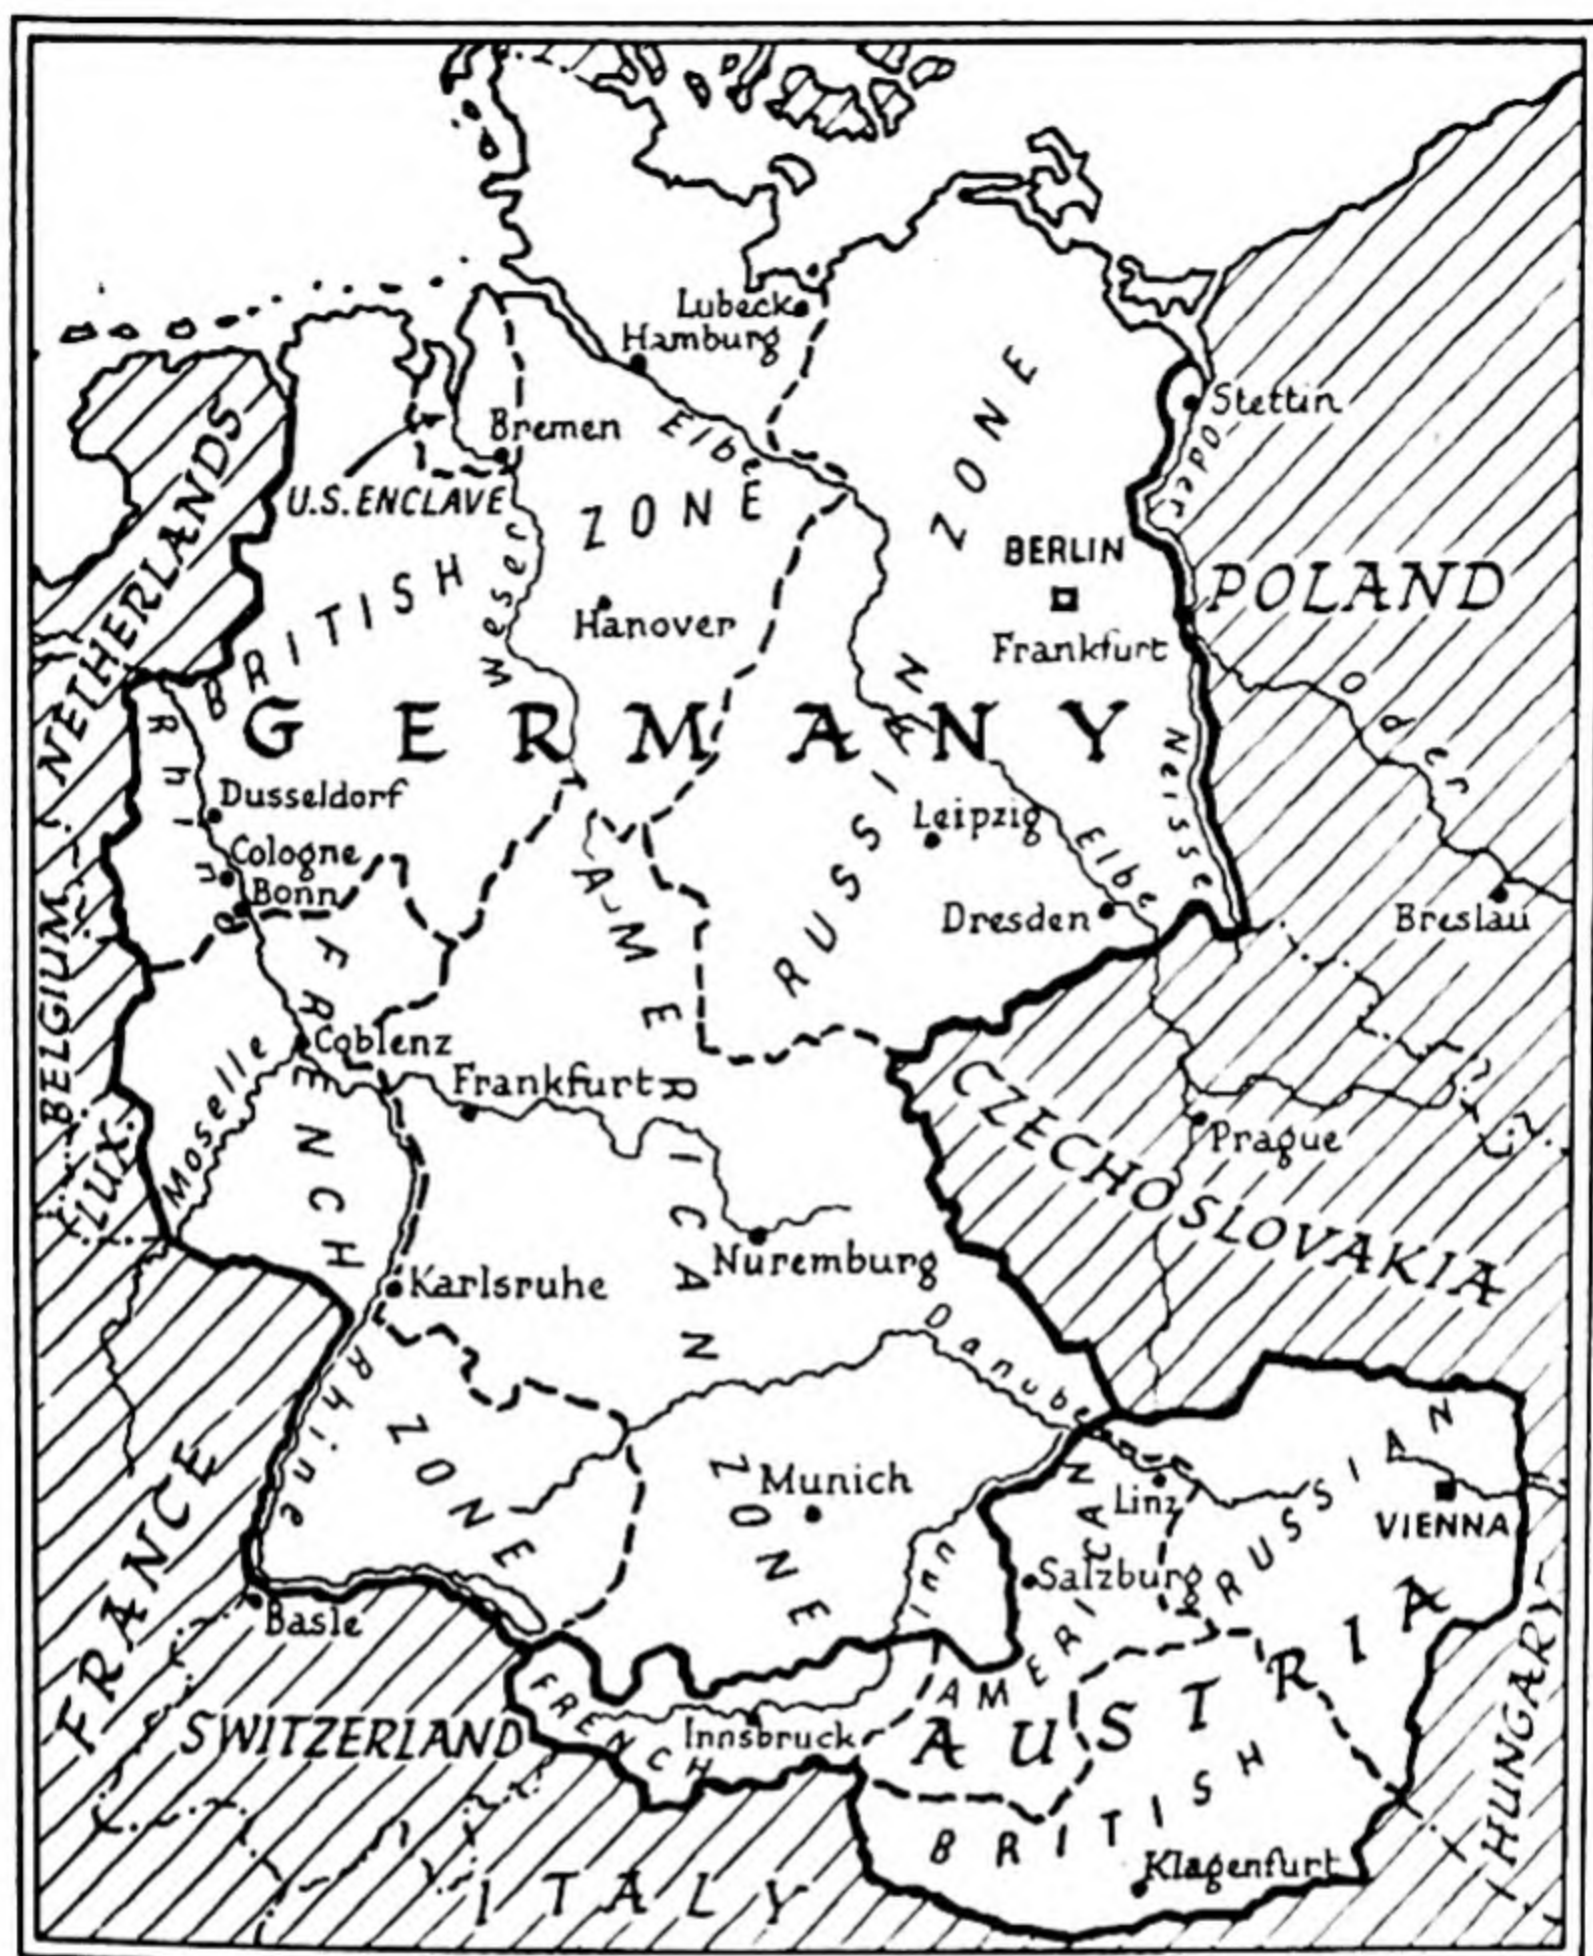 Lubeck
Hamburg
Elbe
Bremen
U.S. ENCLAVE
Weser
BRITISH ZONE
Hanover
RUSSIAN ZONE
Stettin
Oder
BERLIN
Frankfurt
POLAND
Oder
Neisse
NETHERLANDS
GERMANY
Rhine
Dusseldorf
Cologne
Bonn
Leipzig
Elbe
Dresden
Breslau
BELGIUM
LUX.
FRENCH ZONE
AMERICAN ZONE
Coblenz
Moselle
Frankfurt
CZECHOSLOVAKIA
Prague
Nuremburg
Karlsruhe
Rhine
Danube
FRANCE
Munich
Inn
Basle
SWITZERLAND
AMERICAN
Linz
Salzburg
RUSSIAN
VIENNA
AUSTRIA
FRENCH
Innsbruck
BRITISH
Klagenfurt
HUNGARY
ITALY